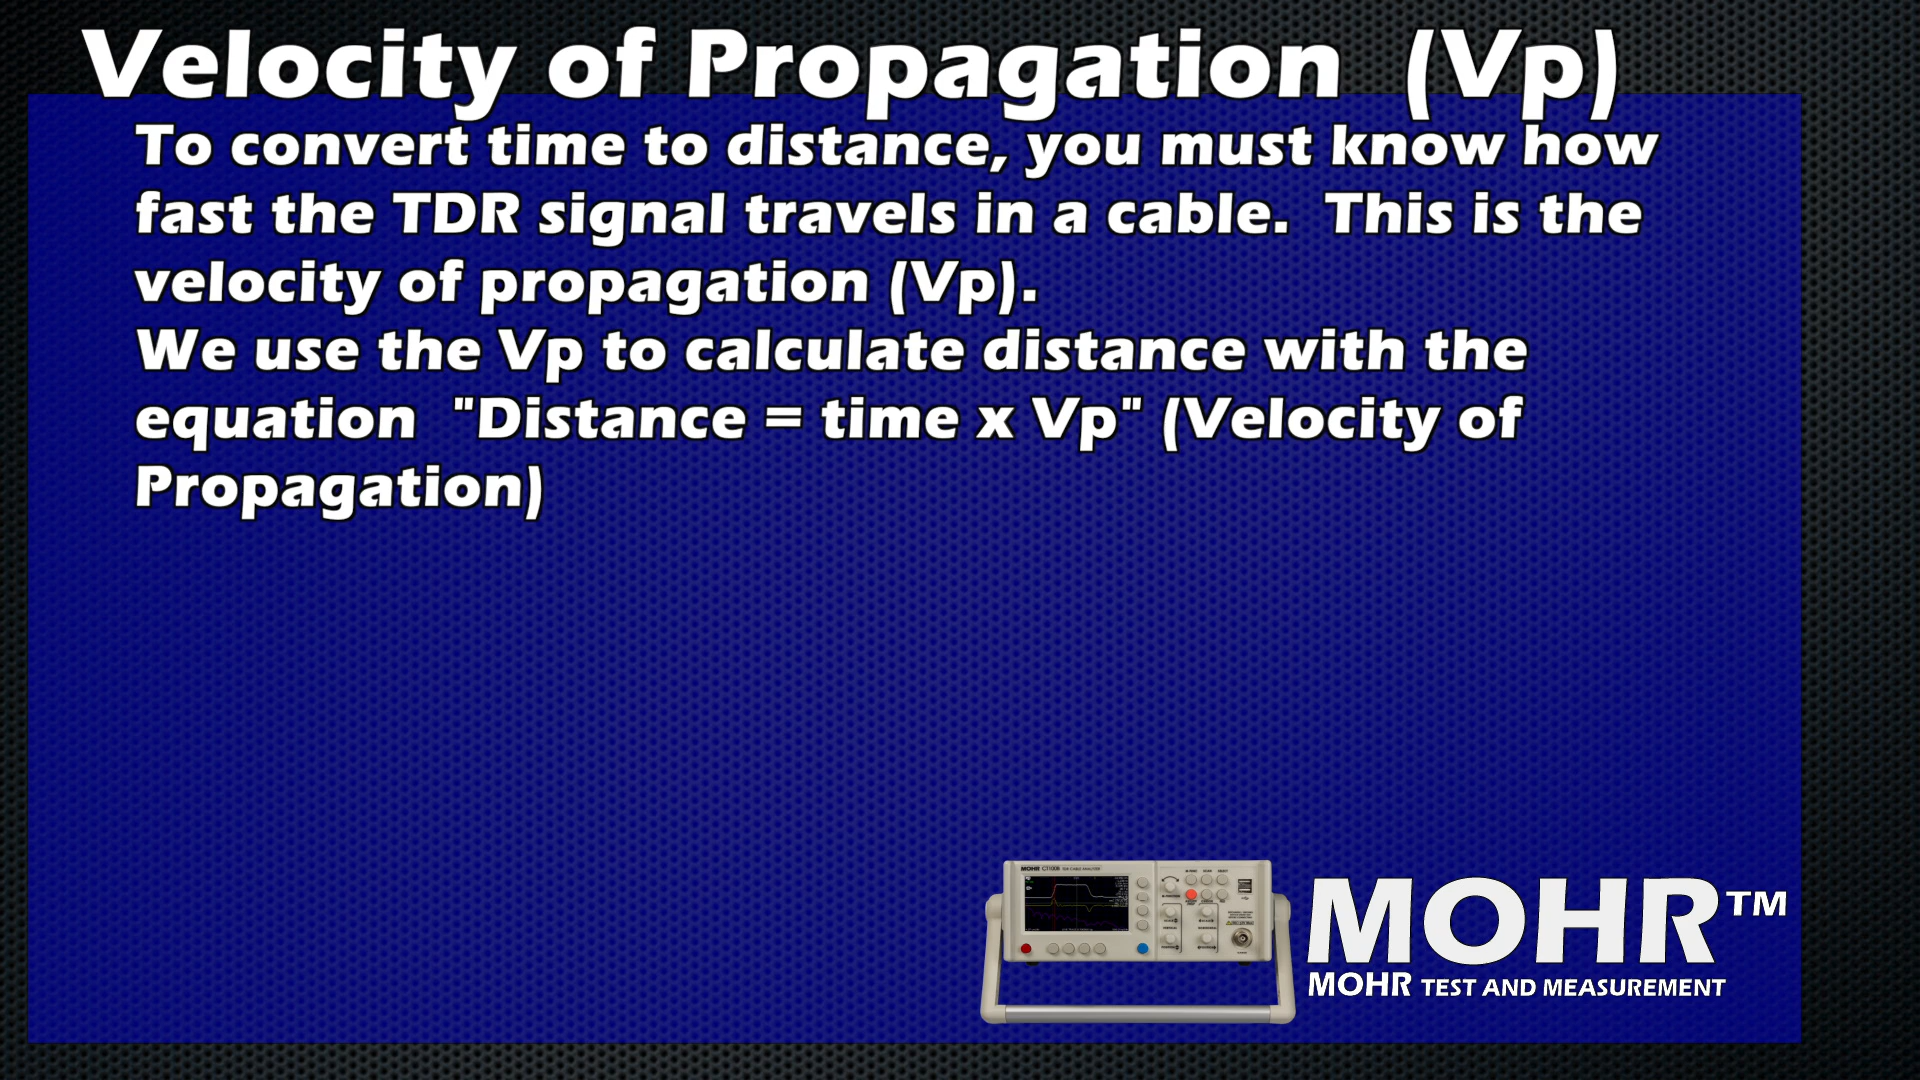 Velocity of Propagation (Vp)
To convert time to distance, you must know how
fast the TDR signal travels in a cable. This is the
velocity of propagation (Vp).
We use the Vp to calculate distance with the
equation "Distance = time x Vp" (Velocity of
Propagation)
MOHR CT100B
MOHR™
MOHR TEST AND MEASUREMENT